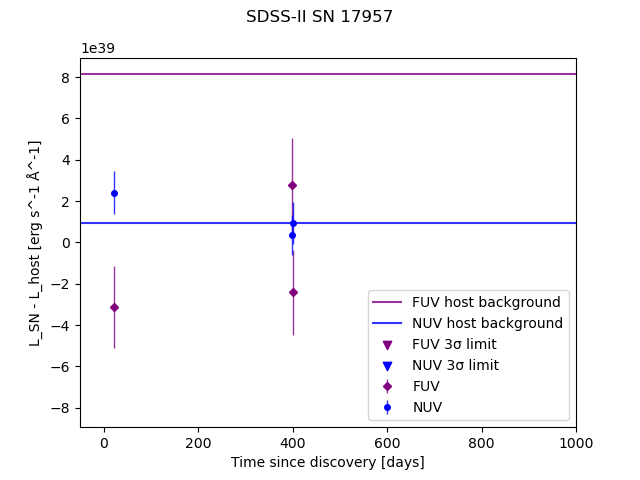 SDSS-II SN 17957
1e39
8
6
4
2
0
−2
−4
−6
−8
L_SN - L_host [erg s^-1 Å^-1]
FUV host background
NUV host background
FUV 3σ limit
NUV 3σ limit
FUV
NUV
0 200 400 600 800 1000
Time since discovery [days]